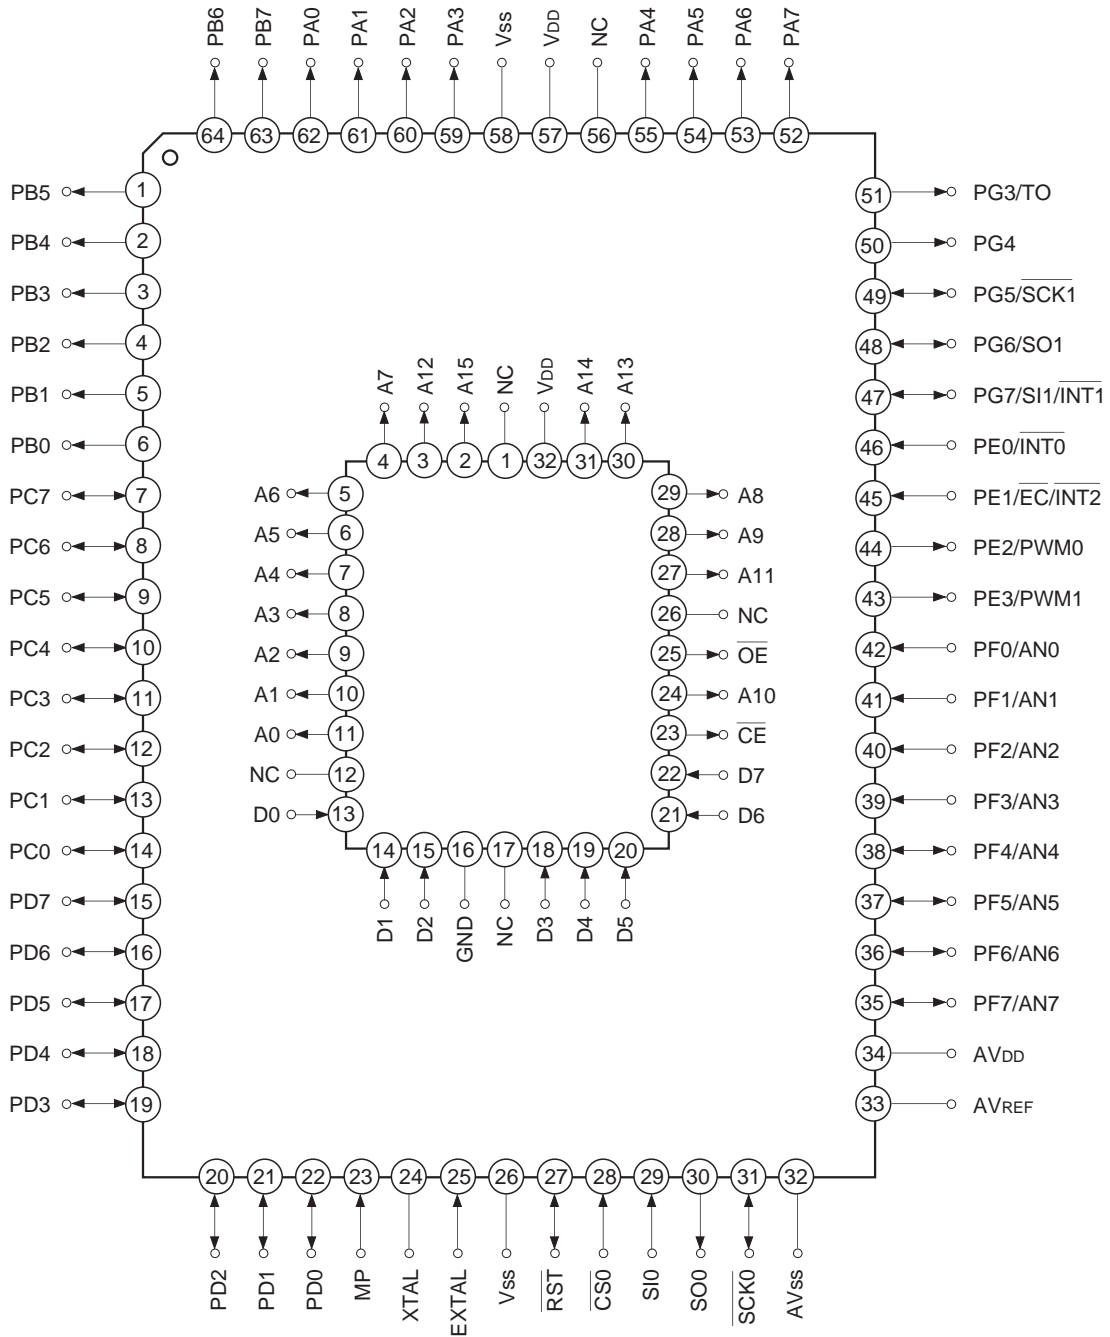 PB6 PB7 PA0 PA1 PA2 PA3 Vss VDD NC PA4 PA5 PA6 PA7
64 63 62 61 60 59 58 57 56 55 54 53 52
PB5 1
PB4 2
PB3 3
PB2 4
PB1 5
PB0 6
PC7 7
PC6 8
PC5 9
PC4 10
PC3 11
PC2 12
PC1 13
PC0 14
PD7 15
PD6 16
PD5 17
PD4 18
PD3 19
A7 A12 A15 NC VDD A14 A13
4 3 2 1 32 31 30
A6 5
A5 6
A4 7
A3 8
A2 9
A1 10
A0 11
NC 12
D0 13
29 A8
28 A9
27 A11
26 NC
25 O̅E̅
24 A10
23 C̅E̅
22 D7
21 D6
14 15 16 17 18 19 20
D1 D2 GND NC D3 D4 D5
51 PG3/TO
50 PG4
49 PG5/S̅C̅K̅1̅
48 PG6/SO1
47 PG7/SI1/I̅N̅T̅1̅
46 PE0/I̅N̅T̅0̅
45 PE1/E̅C̅/I̅N̅T̅2̅
44 PE2/PWM0
43 PE3/PWM1
42 PF0/AN0
41 PF1/AN1
40 PF2/AN2
39 PF3/AN3
38 PF4/AN4
37 PF5/AN5
36 PF6/AN6
35 PF7/AN7
34 AVDD
33 AVREF
20 21 22 23 24 25 26 27 28 29 30 31 32
PD2 PD1 PD0 MP XTAL EXTAL Vss R̅S̅T̅ C̅S̅0̅ SI0 SO0 S̅C̅K̅0̅ AVss